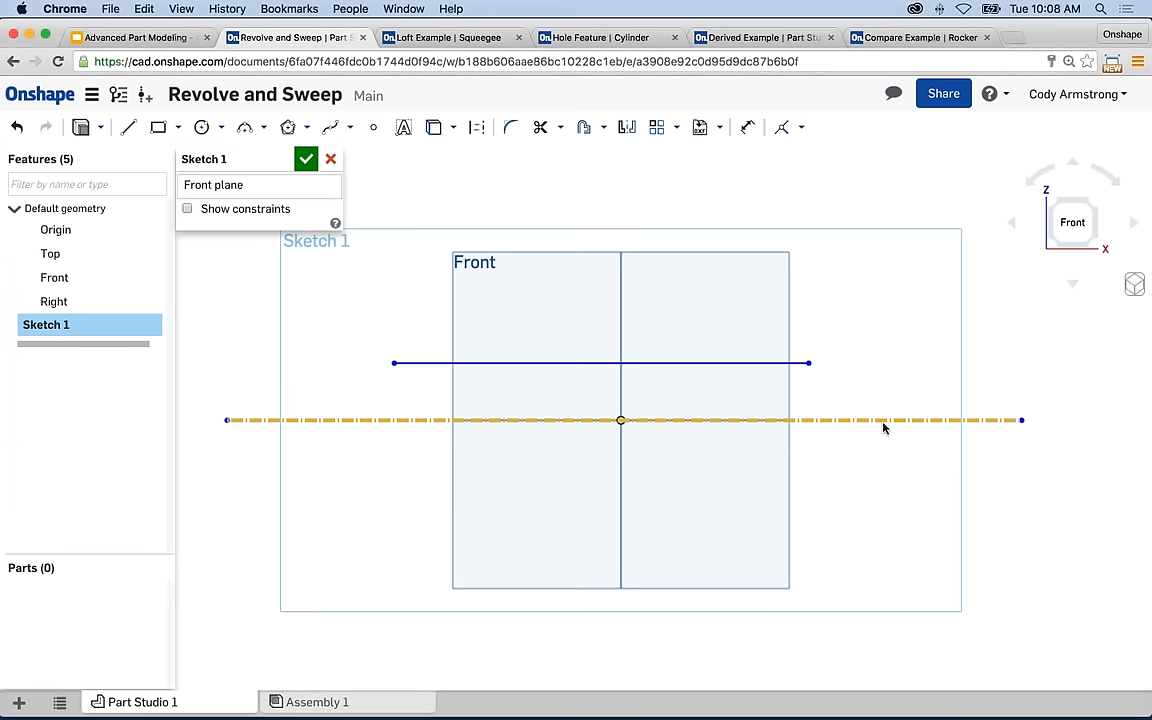 Chrome File Edit View History Bookmarks People Window Help Tue 10:08 AM
Advanced Part Modeling - Revolve and Sweep | Part S Loft Example | Squeegee Hole Feature | Cylinder Derived Example | Part Stu Compare Example | Rocker Onshape
https://cad.onshape.com/documents/6fa07f446fdc0b1744d0f94c/w/b188b606aae86bc10228c1eb/e/a3908e92c0d95d9dc87b6b0f NEW
Onshape Revolve and Sweep Main Share ? Cody Armstrong
Features (5)
Filter by name or type
Default geometry
Origin
Top
Front
Right
Sketch 1
Sketch 1
Front plane
Show constraints
?
Sketch 1
Front
Z
Front
X
Parts (0)
Part Studio 1 Assembly 1